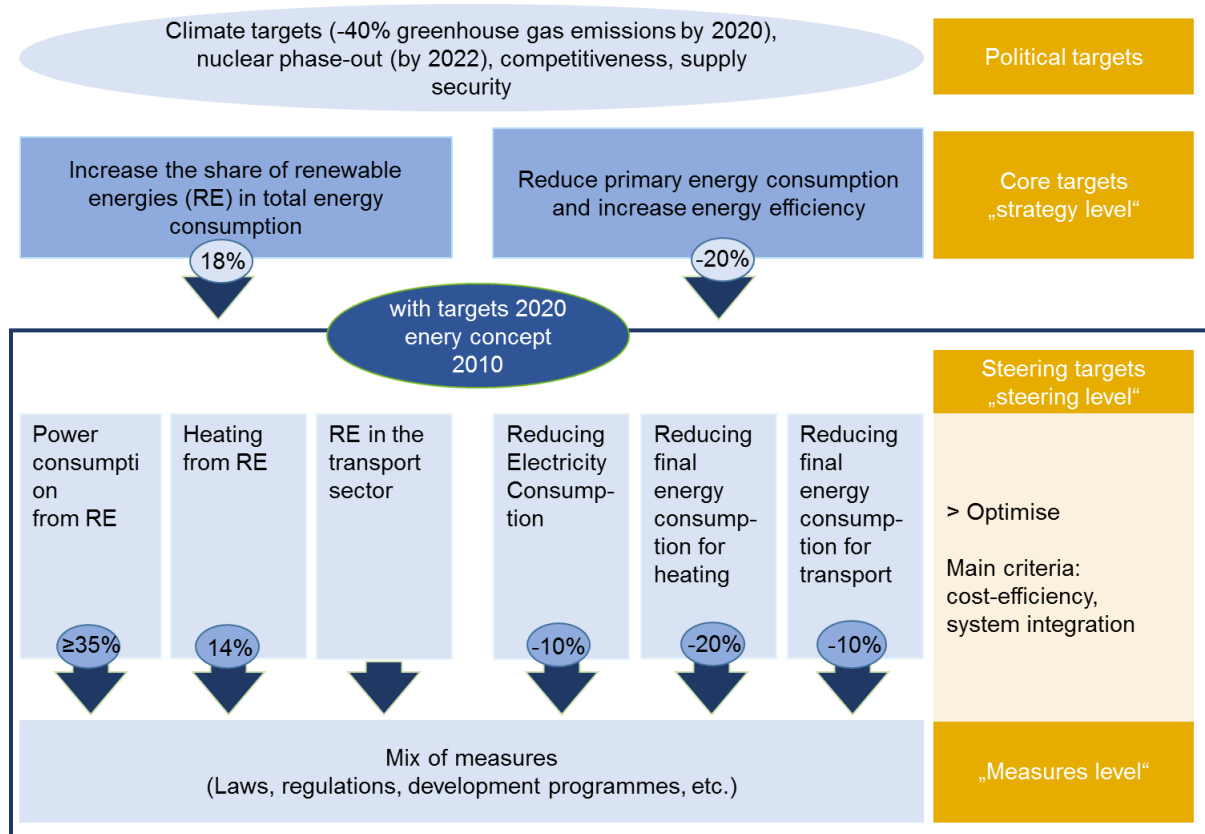 Climate targets (-40% greenhouse gas emissions by 2020),
nuclear phase-out (by 2022), competitiveness, supply
security
Political targets
Increase the share of renewable
energies (RE) in total energy
consumption
18%
Reduce primary energy consumption
and increase energy efficiency
-20%
Core targets
„strategy level“
with targets 2020
enery concept
2010
Steering targets
„steering level“
Power
consumpti
on
from RE
≥35%
Heating
from RE
14%
RE in the
transport
sector
Reducing
Electricity
Consump-
tion
-10%
Reducing
final
energy
consump-
tion for
heating
-20%
Reducing
final
energy
consump-
tion for
transport
-10%
> Optimise
Main criteria:
cost-efficiency,
system integration
Mix of measures
(Laws, regulations, development programmes, etc.)
„Measures level“